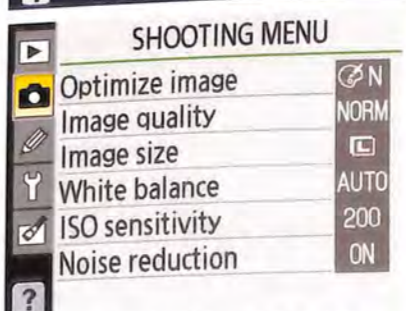 SHOOTING MENU
Optimize image N
Image quality NORM
Image size L
White balance AUTO
ISO sensitivity 200
Noise reduction ON
?